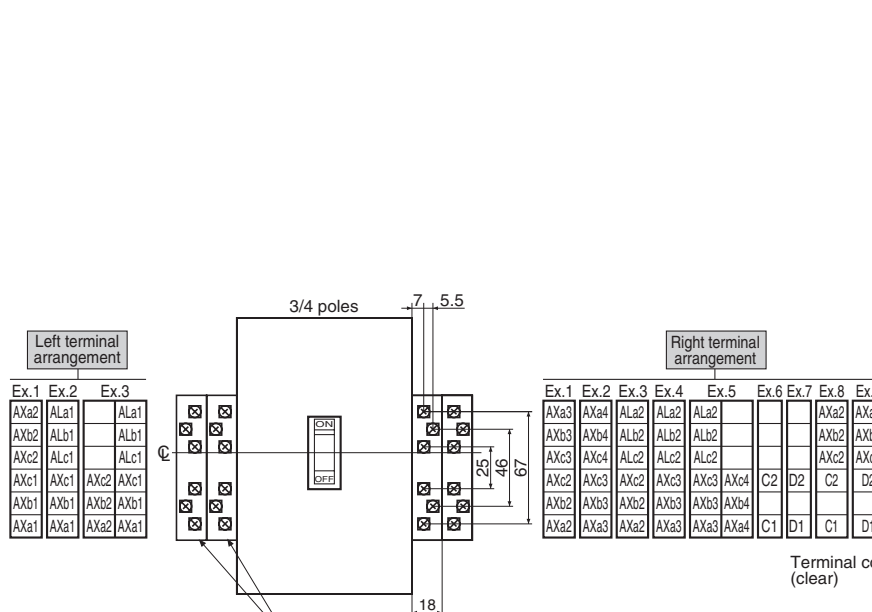 3/4 poles
7 5.5
Left terminal
arrangement
Ex.1 Ex.2 Ex.3
AXa2 ALa1 ALa1
AXb2 ALb1 ALb1
AXc2 ALc1 ALc1
AXc1 AXc1 AXc2 AXc1
AXb1 AXb1 AXb2 AXb1
AXa1 AXa1 AXa2 AXa1
℄
ON
OFF
25
46
67
18
Right terminal
arrangement
Ex.1 Ex.2 Ex.3 Ex.4 Ex.5 Ex.6 Ex.7 Ex.8
AXa3 AXa4 ALa2 ALa2 ALa2 AXa2
AXb3 AXb4 ALb2 ALb2 ALb2 AXb2
AXc3 AXc4 ALc2 ALc2 ALc2 AXc2
AXc2 AXc3 AXc2 AXc3 AXc3 AXc4 C2 D2 C2
AXb2 AXb3 AXb2 AXb3 AXb3 AXb4
AXa2 AXa3 AXa2 AXa3 AXa3 AXa4 C1 D1 C1
Terminal
(clear)